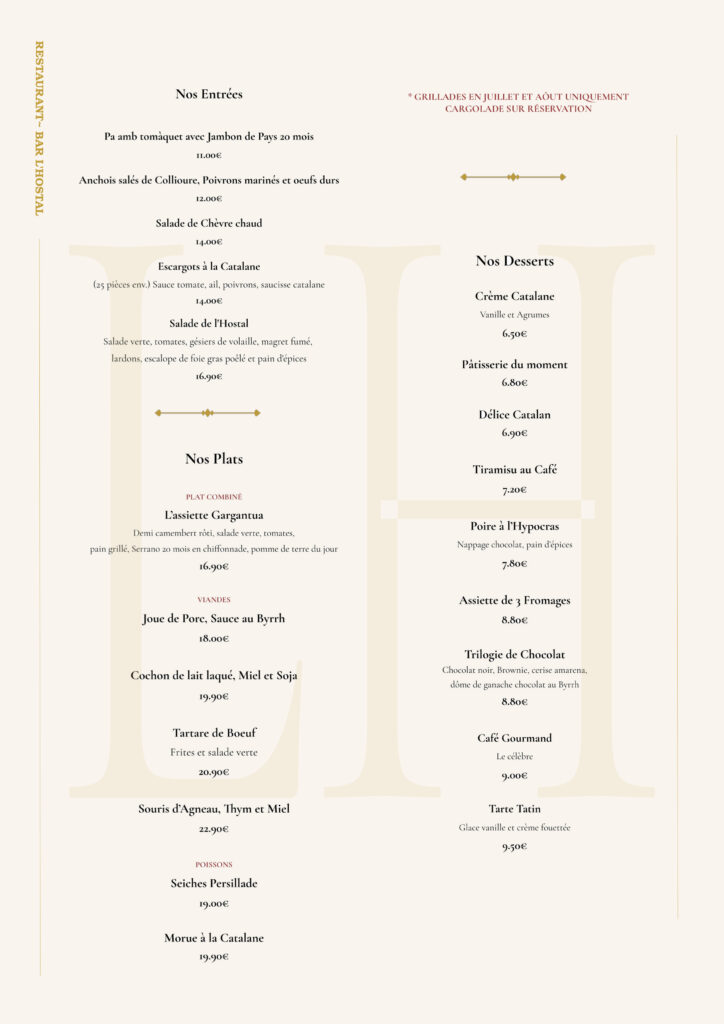 RESTAURANT~ BAR L'HOSTAL
Nos Entrées
Pa amb tomàquet avec Jambon de Pays 20 mois
11.00€
Anchois salés de Collioure, Poivrons marinés et oeufs durs
12.00€
Salade de Chèvre chaud
14.00€
Escargots à la Catalane
(25 pièces env.) Sauce tomate, ail, poivrons, saucisse catalane
14.00€
Salade de l'Hostal
Salade verte, tomates, gésiers de volaille, magret fumé,
lardons, escalope de foie gras poêlé et pain d'épices
16.90€
Nos Plats
PLAT COMBINÉ
L'assiette Gargantua
Demi camembert rôti, salade verte, tomates,
pain grillé, Serrano 20 mois en chiffonnade, pomme de terre du jour
16.90€
VIANDES
Joue de Porc, Sauce au Byrrh
18.00€
Cochon de lait laqué, Miel et Soja
19.90€
Tartare de Boeuf
Frites et salade verte
20.90€
Souris d'Agneau, Thym et Miel
22.90€
POISSONS
Seiches Persillade
19.00€
Morue à la Catalane
19.90€
* GRILLADES EN JUILLET ET AÔUT UNIQUEMENT
CARGOLADE SUR RÉSERVATION
Nos Desserts
Crème Catalane
Vanille et Agrumes
6.50€
Pâtisserie du moment
6.80€
Délice Catalan
6.90€
Tiramisu au Café
7.20€
Poire à l'Hypocras
Nappage chocolat, pain d'épices
7.80€
Assiette de 3 Fromages
8.80€
Trilogie de Chocolat
Chocolat noir, Brownie, cerise amarena,
dôme de ganache chocolat au Byrrh
8.80€
Café Gourmand
Le célèbre
9.00€
Tarte Tatin
Glace vanille et crème fouettée
9.50€
LH